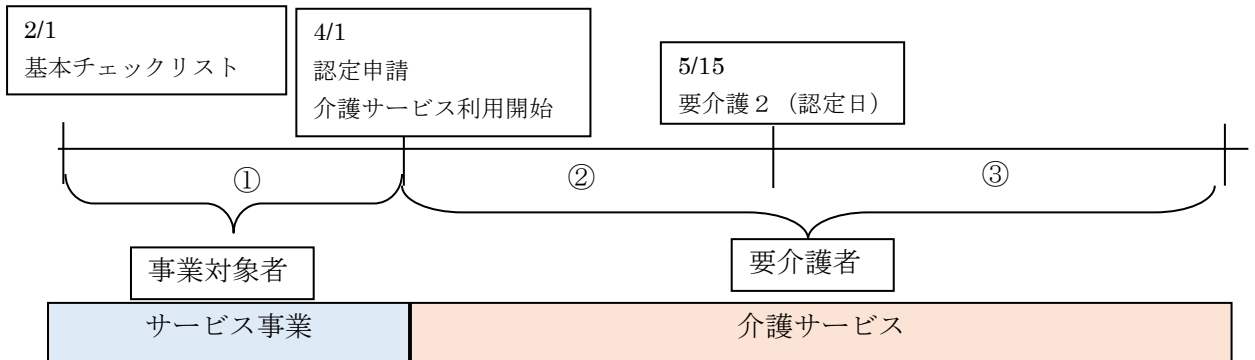 2/1
基本チェックリスト
4/1
認定申請
介護サービス利用開始
5/15
要介護２（認定日）
①
②
③
事業対象者
要介護者
サービス事業
介護サービス